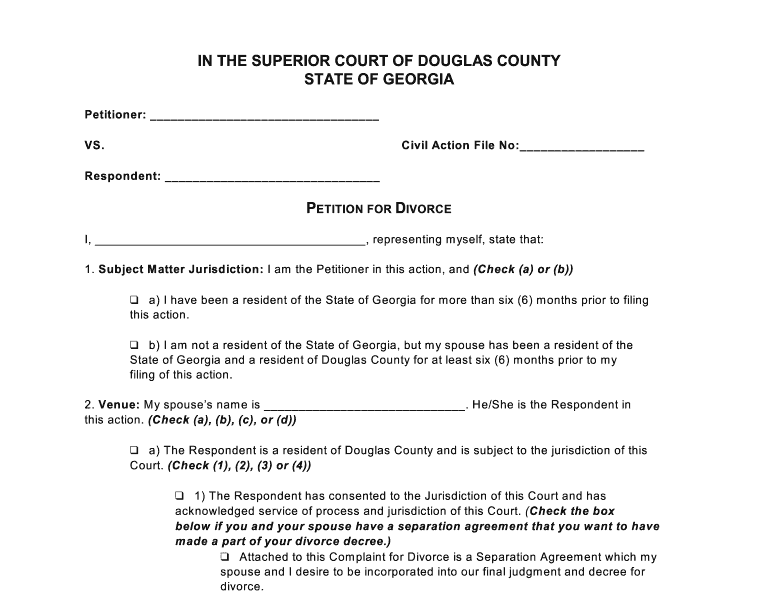 IN THE SUPERIOR COURT OF DOUGLAS COUNTY
STATE OF GEORGIA
Petitioner: _________________________________
VS. Civil Action File No:__________________
Respondent: _______________________________
PETITION FOR DIVORCE
I, _______________________________________, representing myself, state that:
1. Subject Matter Jurisdiction: I am the Petitioner in this action, and (Check (a) or (b))
❑ a) I have been a resident of the State of Georgia for more than six (6) months prior to filing
this action.
❑ b) I am not a resident of the State of Georgia, but my spouse has been a resident of the
State of Georgia and a resident of Douglas County for at least six (6) months prior to my
filing of this action.
2. Venue: My spouse's name is _____________________________. He/She is the Respondent in
this action. (Check (a), (b), (c), or (d))
❑ a) The Respondent is a resident of Douglas County and is subject to the jurisdiction of this
Court. (Check (1), (2), (3) or (4))
❑ 1) The Respondent has consented to the Jurisdiction of this Court and has
acknowledged service of process and jurisdiction of this Court. (Check the box
below if you and your spouse have a separation agreement that you want to have
made a part of your divorce decree.)
❑ Attached to this Complaint for Divorce is a Separation Agreement which my
spouse and I desire to be incorporated into our final judgment and decree for
divorce.